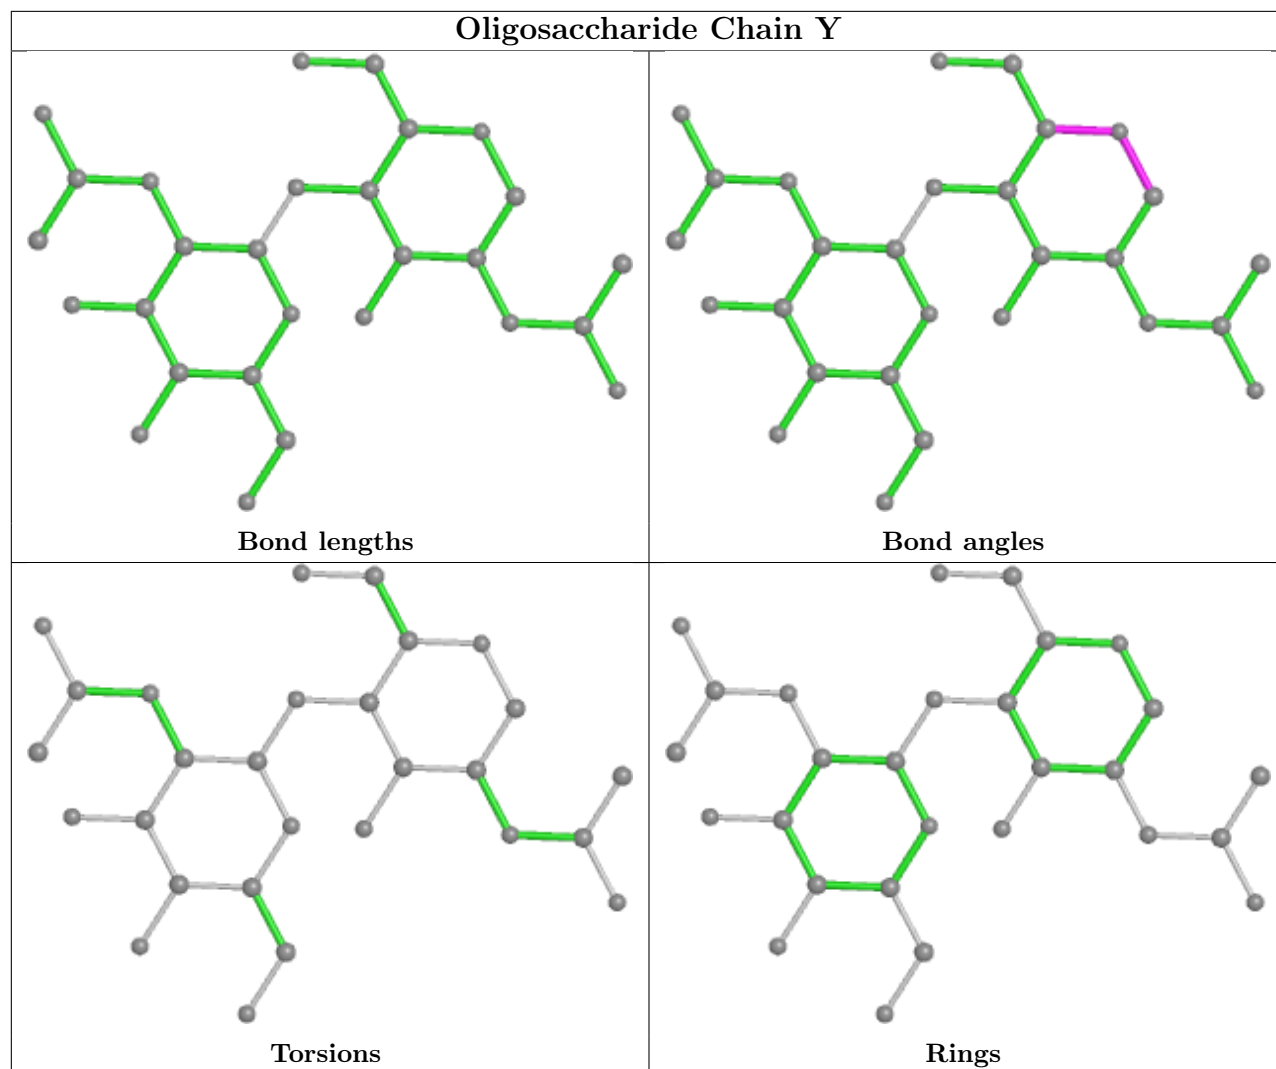 Oligosaccharide Chain Y
Bond lengths
Bond angles
Torsions
Rings